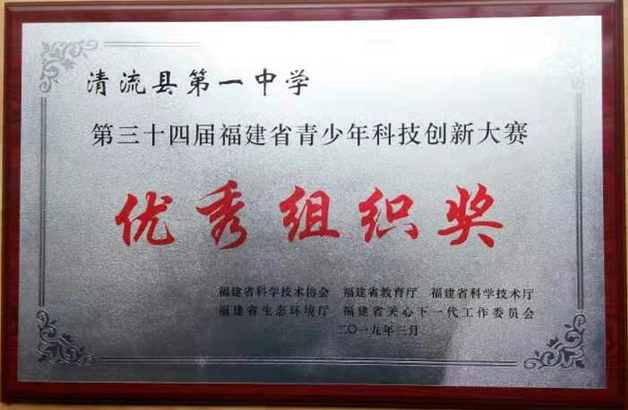 清流县第一中学
第三十四届福建省青少年科技创新大赛
优秀组织奖
福建省科学技术协会 福建省教育厅 福建省科学技术厅
福建省生态环境厅 福建省关心下一代工作委员会
二〇一九年三月